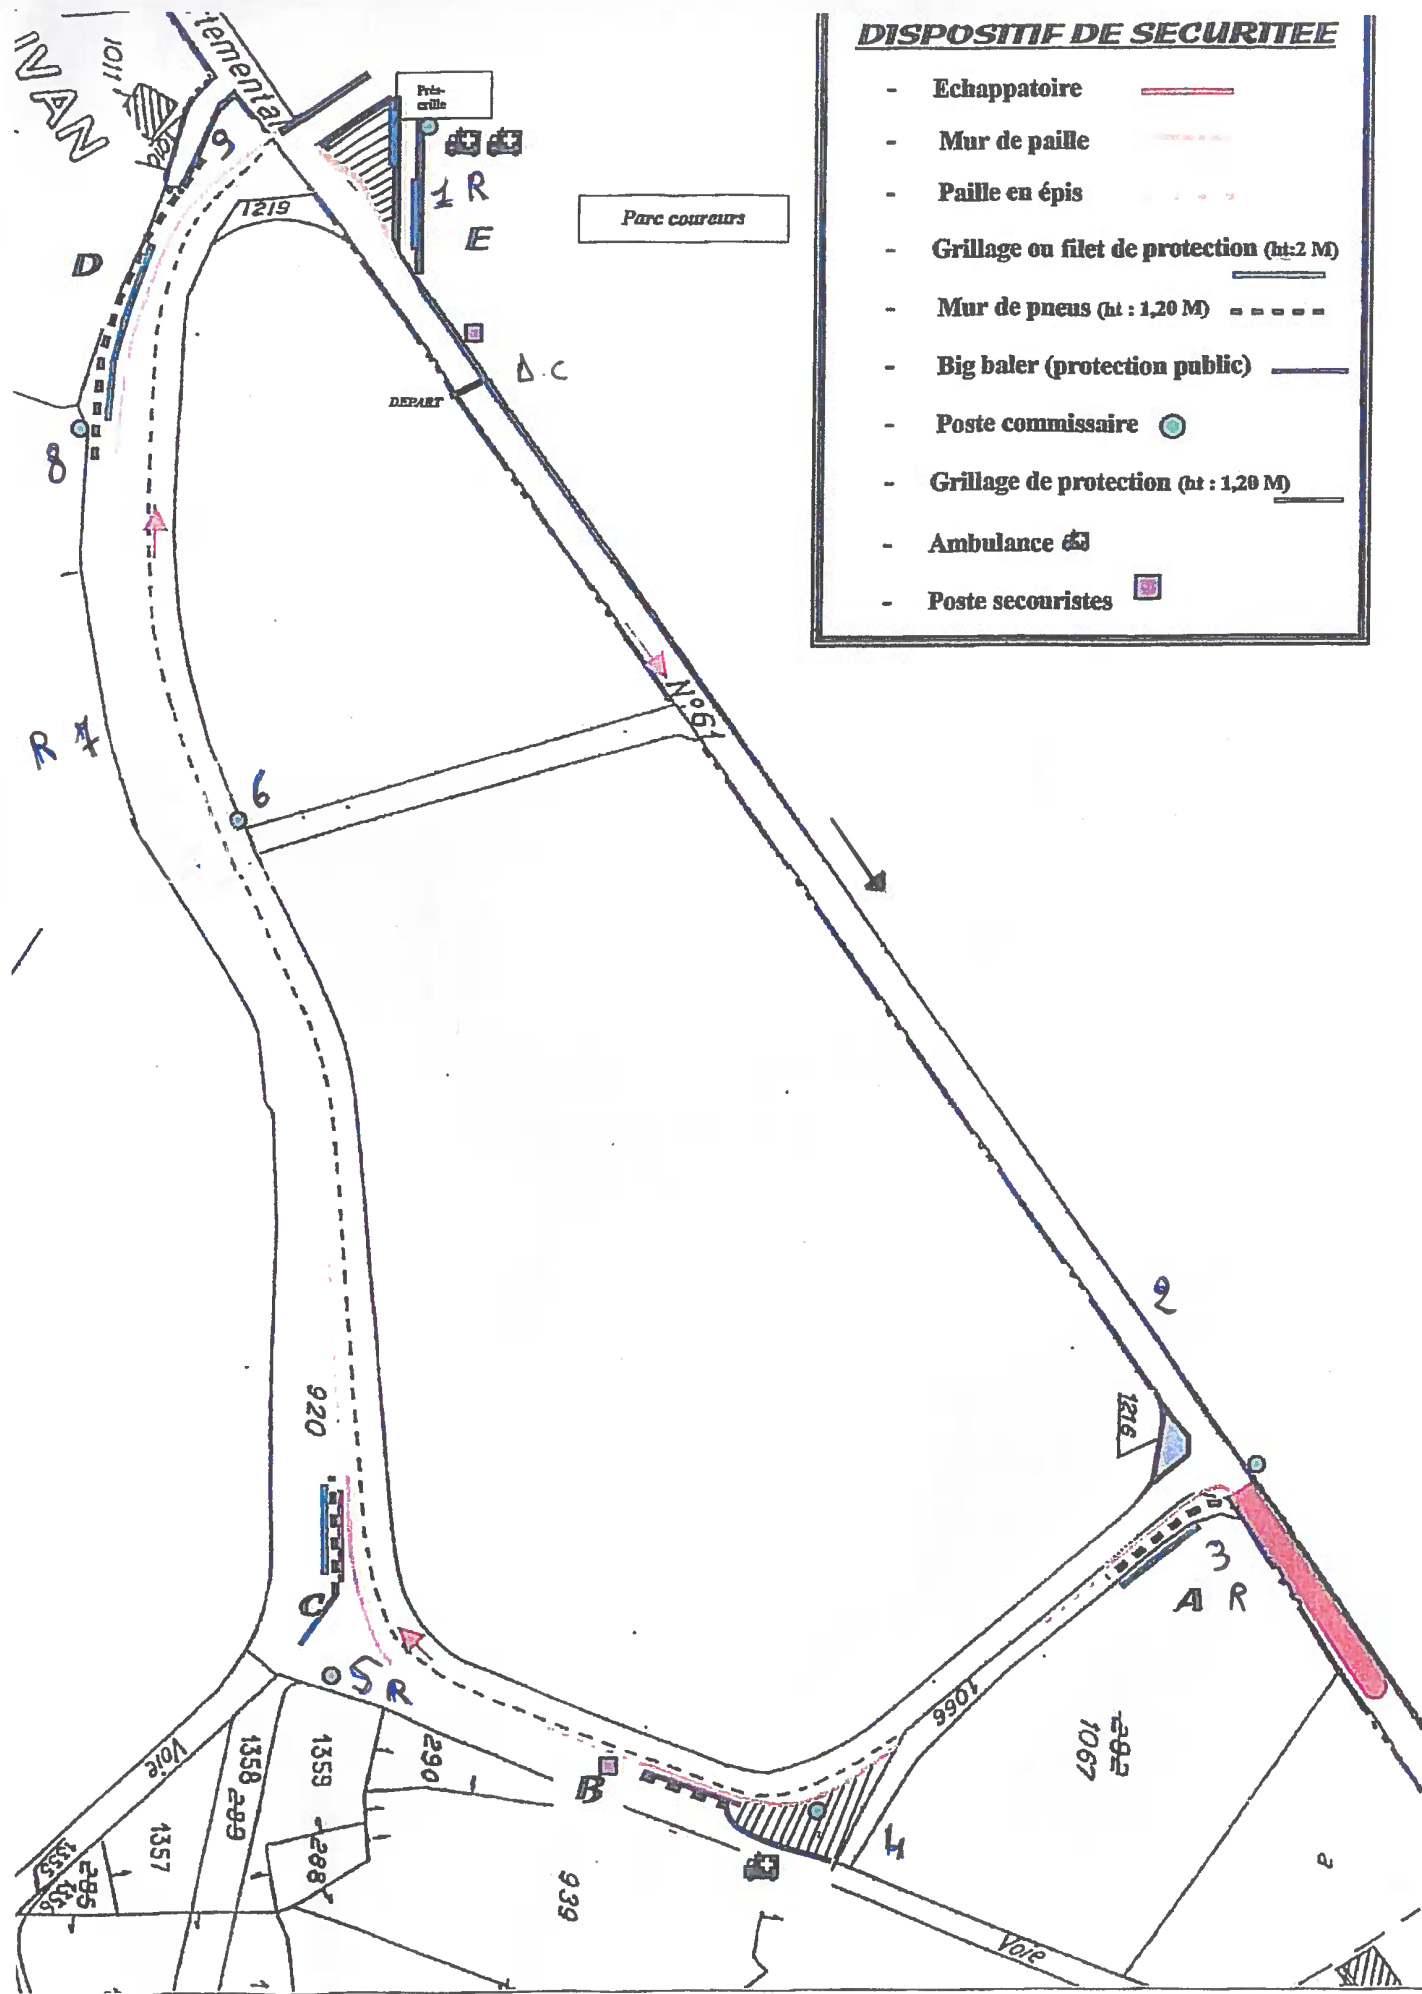 DISPOSITIF DE SECURITEE
- Echappatoire
- Mur de paille
- Paille en épis
- Grillage ou filet de protection (ht:2 M)
- Mur de pneus (ht : 1,20 M)
- Big baler (protection public)
- Poste commissaire
- Grillage de protection (ht : 1,20 M)
- Ambulance
- Poste secouristes
temental
IVAN
1011
Pré-
grille
9
1 R
E
1219
Parc coureurs
D
D.C
DEPART
8
N°61
R 7
6
2
1216
920
3
A R
C
5 R
1066
282
1067
B
4
Voie
1358
289
1359
290
1357
288
939
285
a
Voie